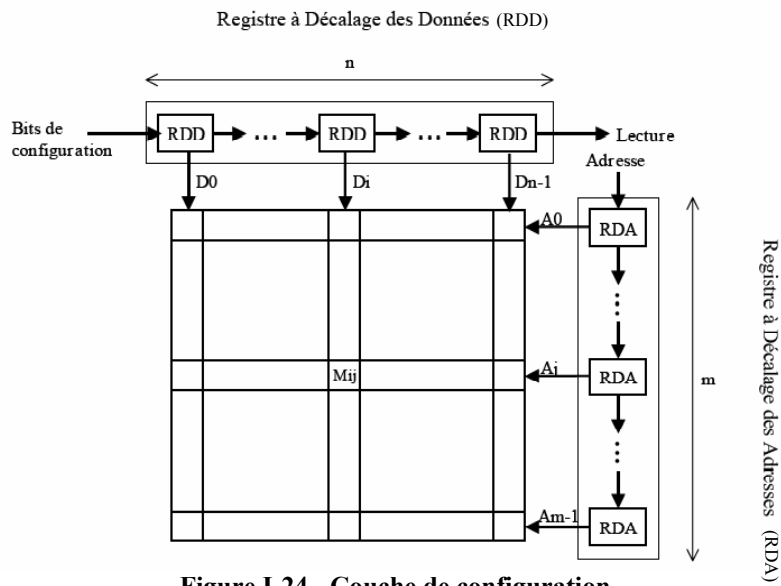 Registre à Décalage des Données (RDD)
n
Bits de
configuration
RDD
...
RDD
...
RDD
Lecture
Adresse
D0
Di
Dn-1
A0
RDA
Mij
Aj
RDA
m
Am-1
RDA
Registre à Décalage des Adresses (RDA)
Figure I.24 - Couche de configuration